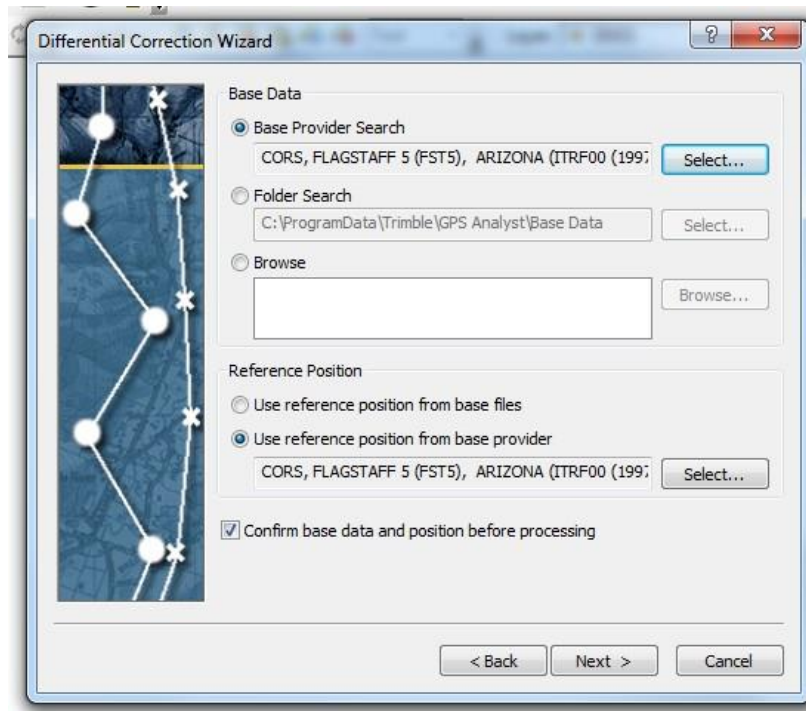 Differential Correction Wizard
Base Data
Base Provider Search
CORS, FLAGSTAFF 5 (FST5), ARIZONA (ITRF00 (1997
Select...
Folder Search
C:\ProgramData\Trimble\GPS Analyst\Base Data
Select...
Browse
Browse...
Reference Position
Use reference position from base files
Use reference position from base provider
CORS, FLAGSTAFF 5 (FST5), ARIZONA (ITRF00 (1997
Select...
Confirm base data and position before processing
< Back
Next >
Cancel